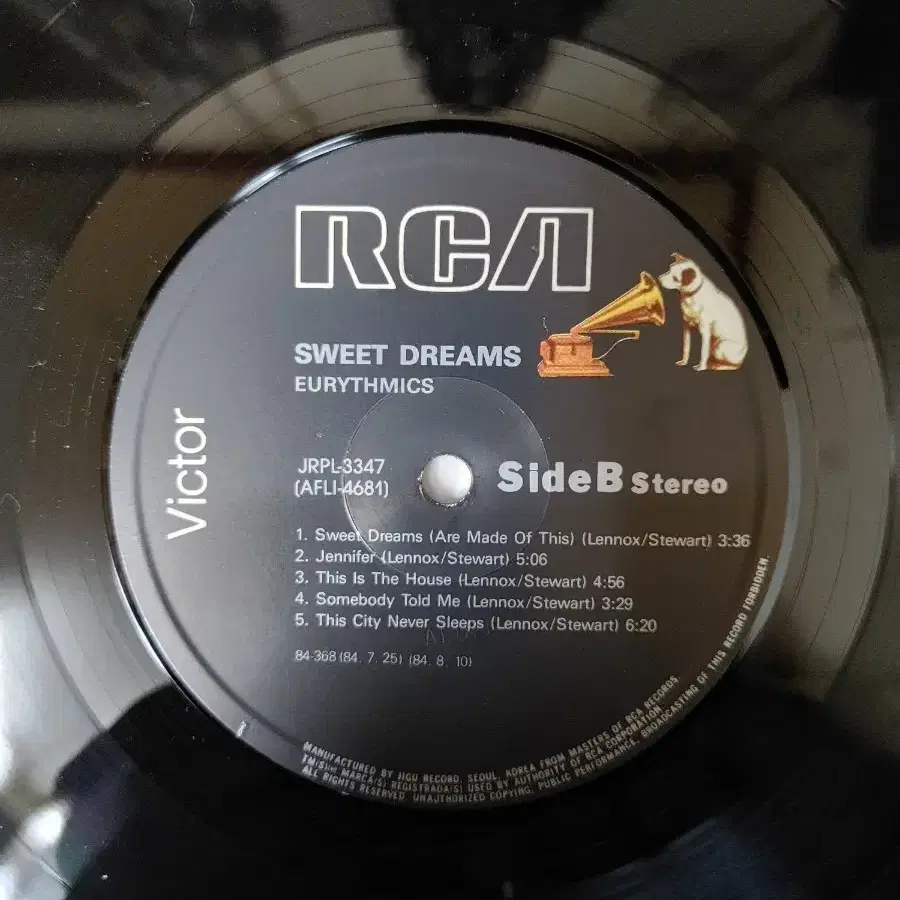 RCA
SWEET DREAMS
EURYTHMICS
Victor
JRPL-3347
(AFLI-4681)
Side B Stereo
1. Sweet Dreams (Are Made Of This) (Lennox/Stewart) 3:36
2. Jennifer (Lennox/Stewart) 5:06
3. This Is The House (Lennox/Stewart) 4:56
4. Somebody Told Me (Lennox/Stewart) 3:29
5. This City Never Sleeps (Lennox/Stewart) 6:20
84-368 (84. 7. 25) (84. 8. 10)
MANUFACTURED BY JIGU RECORD, SEOUL, KOREA FROM MASTERS OF RCA RECORDS.
TM(S)® MARCA(S) REGISTRADA(S) USED BY AUTHORITY OF RCA CORPORATION.
ALL RIGHTS RESERVED. UNAUTHORIZED COPYING, PUBLIC PERFORMANCE, BROADCASTING OF THIS RECORD FORBIDDEN.